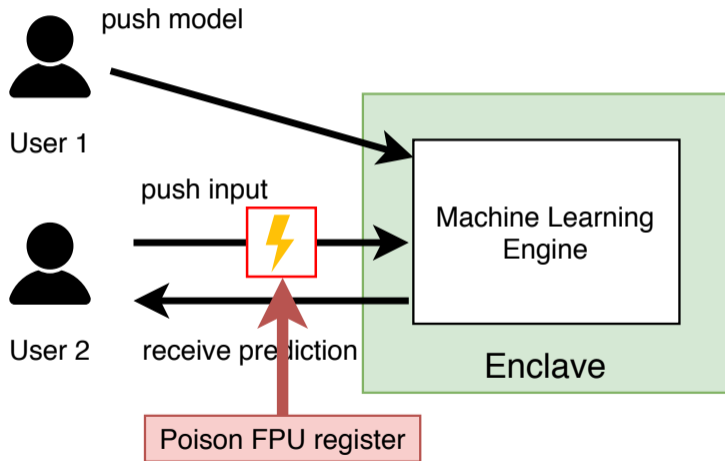 push model
User 1
push input
Machine Learning
Engine
User 2
receive prediction
Enclave
Poison FPU register